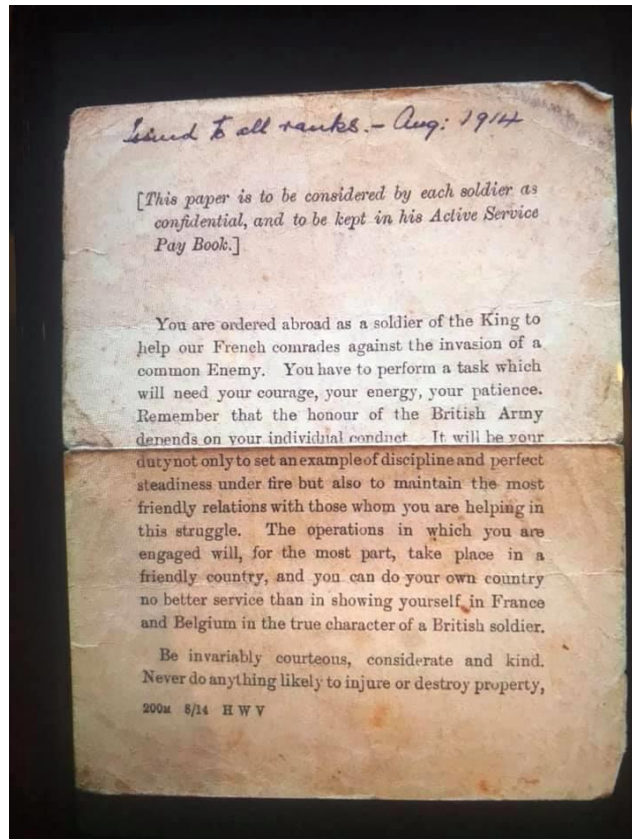 Issued to all ranks. – Aug: 1914
[This paper is to be considered by each soldier as
confidential, and to be kept in his Active Service
Pay Book.]
You are ordered abroad as a soldier of the King to
help our French comrades against the invasion of a
common Enemy. You have to perform a task which
will need your courage, your energy, your patience.
Remember that the honour of the British Army
depends on your individual conduct. It will be your
duty not only to set an example of discipline and perfect
steadiness under fire but also to maintain the most
friendly relations with those whom you are helping in
this struggle. The operations in which you are
engaged will, for the most part, take place in a
friendly country, and you can do your own country
no better service than in showing yourself in France
and Belgium in the true character of a British soldier.
Be invariably courteous, considerate and kind.
Never do anything likely to injure or destroy property,
200M 8/14 H W V